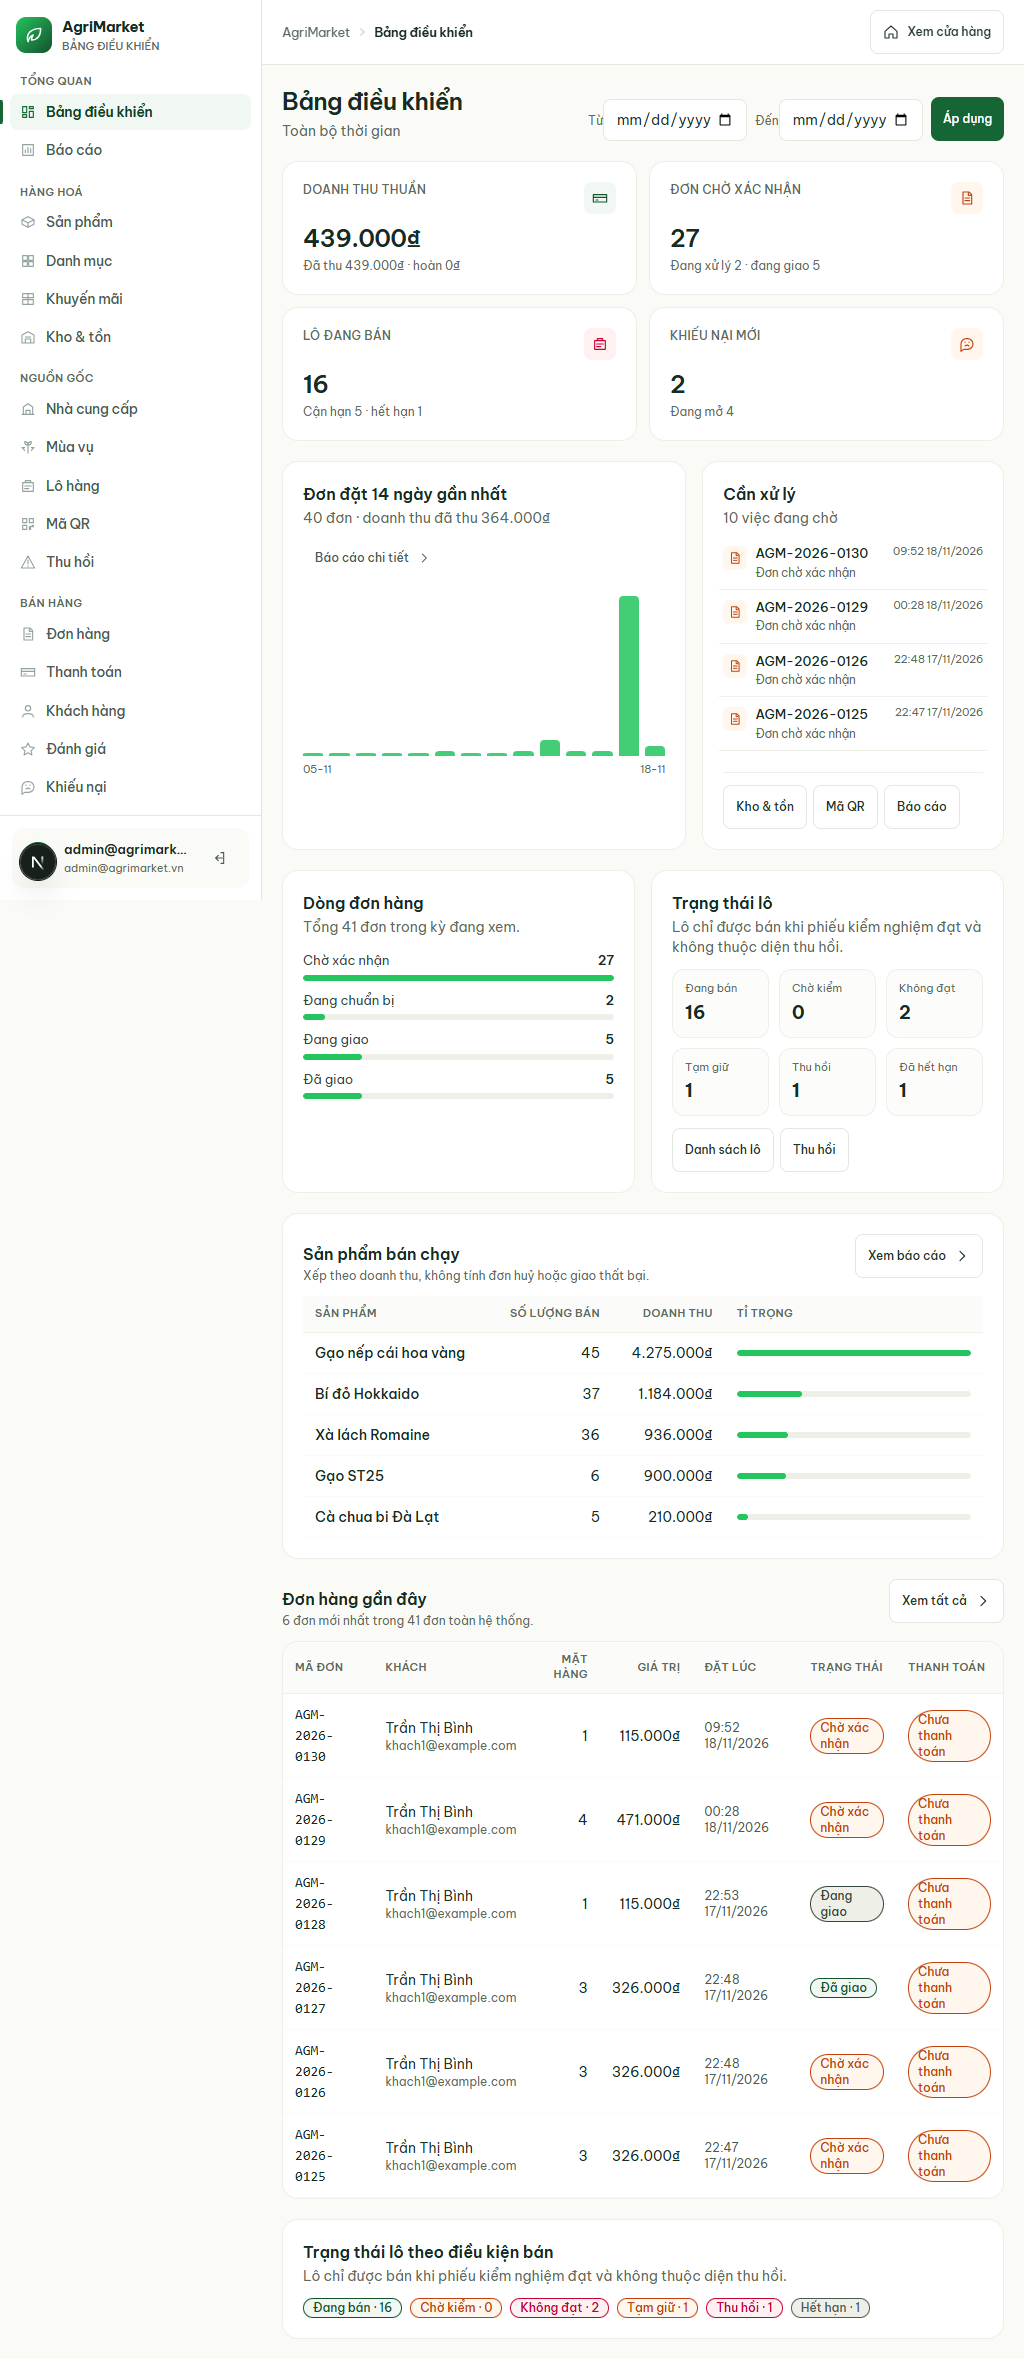 AgriMarket
BẢNG ĐIỀU KHIỂN
TỔNG QUAN
Bảng điều khiển
Báo cáo
HÀNG HOÁ
Sản phẩm
Danh mục
Khuyến mãi
Kho & tồn
NGUỒN GỐC
Nhà cung cấp
Mùa vụ
Lô hàng
Mã QR
Thu hồi
BÁN HÀNG
Đơn hàng
Thanh toán
Khách hàng
Đánh giá
Khiếu nại
N
admin@agrimark...
admin@agrimarket.vn
AgriMarket Bảng điều khiển
Xem cửa hàng
Bảng điều khiển
Toàn bộ thời gian
Từ mm/dd/yyyy Đến mm/dd/yyyy Áp dụng
DOANH THU THUẦN
439.000₫
Đã thu 439.000₫ · hoàn 0₫
ĐƠN CHỜ XÁC NHẬN
27
Đang xử lý 2 · đang giao 5
LÔ ĐANG BÁN
16
Cận hạn 5 · hết hạn 1
KHIẾU NẠI MỚI
2
Đang mở 4
Đơn đặt 14 ngày gần nhất
40 đơn · doanh thu đã thu 364.000₫
Báo cáo chi tiết
05-11 18-11
Cần xử lý
10 việc đang chờ
AGM-2026-0130 09:52 18/11/2026
Đơn chờ xác nhận
AGM-2026-0129 00:28 18/11/2026
Đơn chờ xác nhận
AGM-2026-0126 22:48 17/11/2026
Đơn chờ xác nhận
AGM-2026-0125 22:47 17/11/2026
Đơn chờ xác nhận
Kho & tồn Mã QR Báo cáo
Dòng đơn hàng
Tổng 41 đơn trong kỳ đang xem.
Chờ xác nhận 27
Đang chuẩn bị 2
Đang giao 5
Đã giao 5
Trạng thái lô
Lô chỉ được bán khi phiếu kiểm nghiệm đạt và
không thuộc diện thu hồi.
Đang bán Chờ kiểm Không đạt
16 0 2
Tạm giữ Thu hồi Đã hết hạn
1 1 1
Danh sách lô Thu hồi
Sản phẩm bán chạy
Xếp theo doanh thu, không tính đơn huỷ hoặc giao thất bại.
Xem báo cáo
SẢN PHẨM SỐ LƯỢNG BÁN DOANH THU TỈ TRỌNG
Gạo nếp cái hoa vàng 45 4.275.000₫
Bí đỏ Hokkaido 37 1.184.000₫
Xà lách Romaine 36 936.000₫
Gạo ST25 6 900.000₫
Cà chua bi Đà Lạt 5 210.000₫
Đơn hàng gần đây
6 đơn mới nhất trong 41 đơn toàn hệ thống.
Xem tất cả
MÃ ĐƠN KHÁCH MẶT HÀNG GIÁ TRỊ ĐẶT LÚC TRẠNG THÁI THANH TOÁN
AGM-2026-0130 Trần Thị Bình khach1@example.com 1 115.000₫ 09:52 18/11/2026 Chờ xác nhận Chưa thanh toán
AGM-2026-0129 Trần Thị Bình khach1@example.com 4 471.000₫ 00:28 18/11/2026 Chờ xác nhận Chưa thanh toán
AGM-2026-0128 Trần Thị Bình khach1@example.com 1 115.000₫ 22:53 17/11/2026 Đang giao Chưa thanh toán
AGM-2026-0127 Trần Thị Bình khach1@example.com 3 326.000₫ 22:48 17/11/2026 Đã giao Chưa thanh toán
AGM-2026-0126 Trần Thị Bình khach1@example.com 3 326.000₫ 22:48 17/11/2026 Chờ xác nhận Chưa thanh toán
AGM-2026-0125 Trần Thị Bình khach1@example.com 3 326.000₫ 22:47 17/11/2026 Chờ xác nhận Chưa thanh toán
Trạng thái lô theo điều kiện bán
Lô chỉ được bán khi phiếu kiểm nghiệm đạt và không thuộc diện thu hồi.
Đang bán · 16 Chờ kiểm · 0 Không đạt · 2 Tạm giữ · 1 Thu hồi · 1 Hết hạn · 1